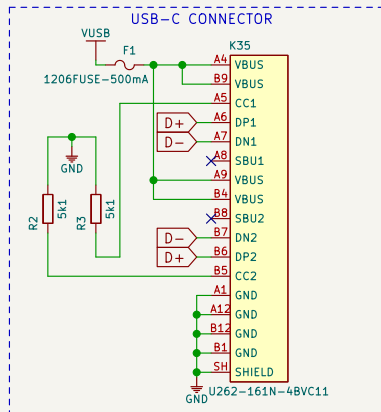 USB-C CONNECTOR
VUSB
F1
1206FUSE-500mA
K35
A4 VBUS
B9 VBUS
A5 CC1
D+ A6 DP1
D- A7 DN1
A8 SBU1
A9 VBUS
B4 VBUS
B8 SBU2
D- B7 DN2
D+ B6 DP2
B5 CC2
A1 GND
A12 GND
B12 GND
B1 GND
SH SHIELD
GND
R2 5k1
R3 5k1
GND
U262-161N-4BVC11